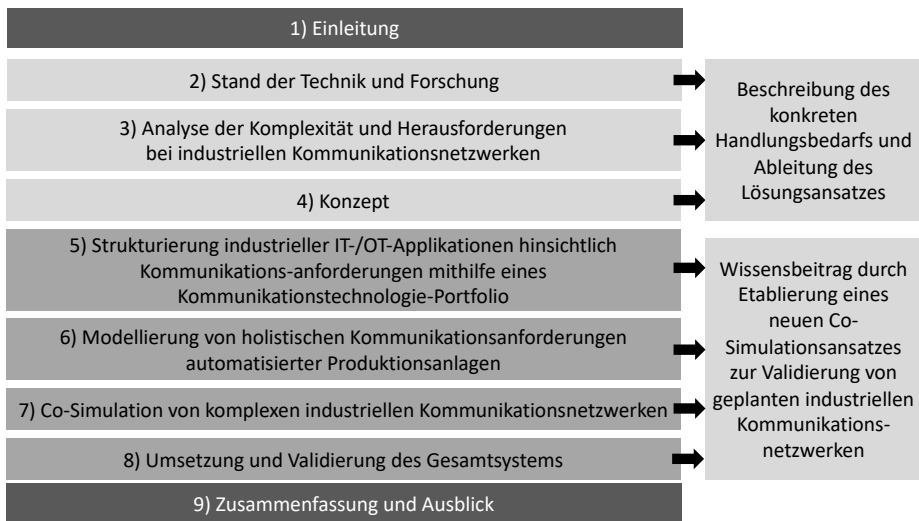 1) Einleitung
2) Stand der Technik und Forschung
3) Analyse der Komplexität und Herausforderungen
bei industriellen Kommunikationsnetzwerken
4) Konzept
Beschreibung des
konkreten
Handlungsbedarfs und
Ableitung des
Lösungsansatzes
5) Strukturierung industrieller IT-/OT-Applikationen hinsichtlich
Kommunikations-anforderungen mithilfe eines
Kommunikationstechnologie-Portfolio
6) Modellierung von holistischen Kommunikationsanforderungen
automatisierter Produktionsanlagen
7) Co-Simulation von komplexen industriellen Kommunikationsnetzwerken
8) Umsetzung und Validierung des Gesamtsystems
Wissensbeitrag durch
Etablierung eines
neuen Co-
Simulationsansatzes
zur Validierung von
geplanten industriellen
Kommunikations-
netzwerken
9) Zusammenfassung und Ausblick